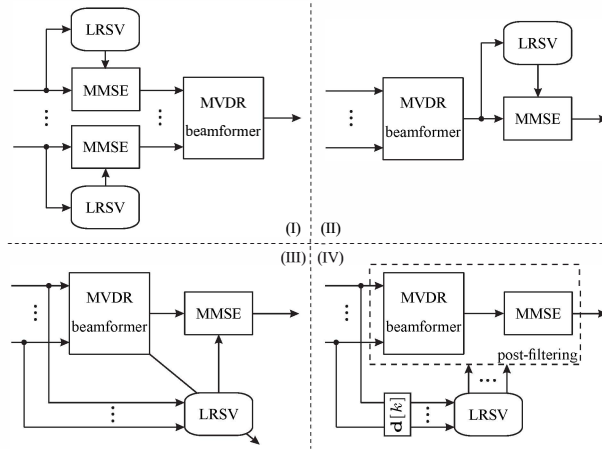 LRSV
MMSE
MVDR
beamformer
MMSE
LRSV
(I)
LRSV
MVDR
beamformer
MMSE
(II)
(III)
MVDR
beamformer
MMSE
LRSV
(IV)
MVDR
beamformer
MMSE
post-filtering
d[k]
LRSV